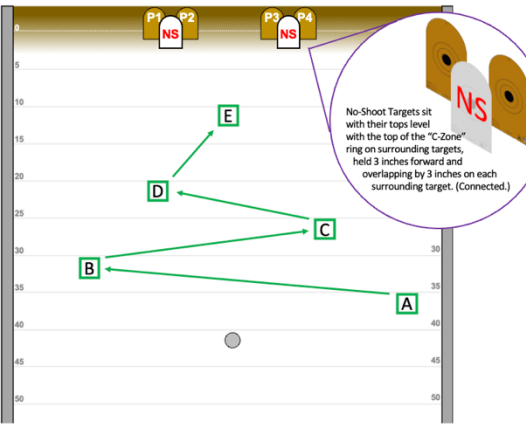 P1 P2 P3 P4
NS NS
0
5
10
E
15
20
D
25
C
30 30
B
35 35
A
40 40
45 45
50 50
NS
No-Shoot Targets sit
with their tops level
with the top of the “C-Zone”
ring on surrounding targets,
held 3 inches forward and
overlapping by 3 inches on each
surrounding target. (Connected.)